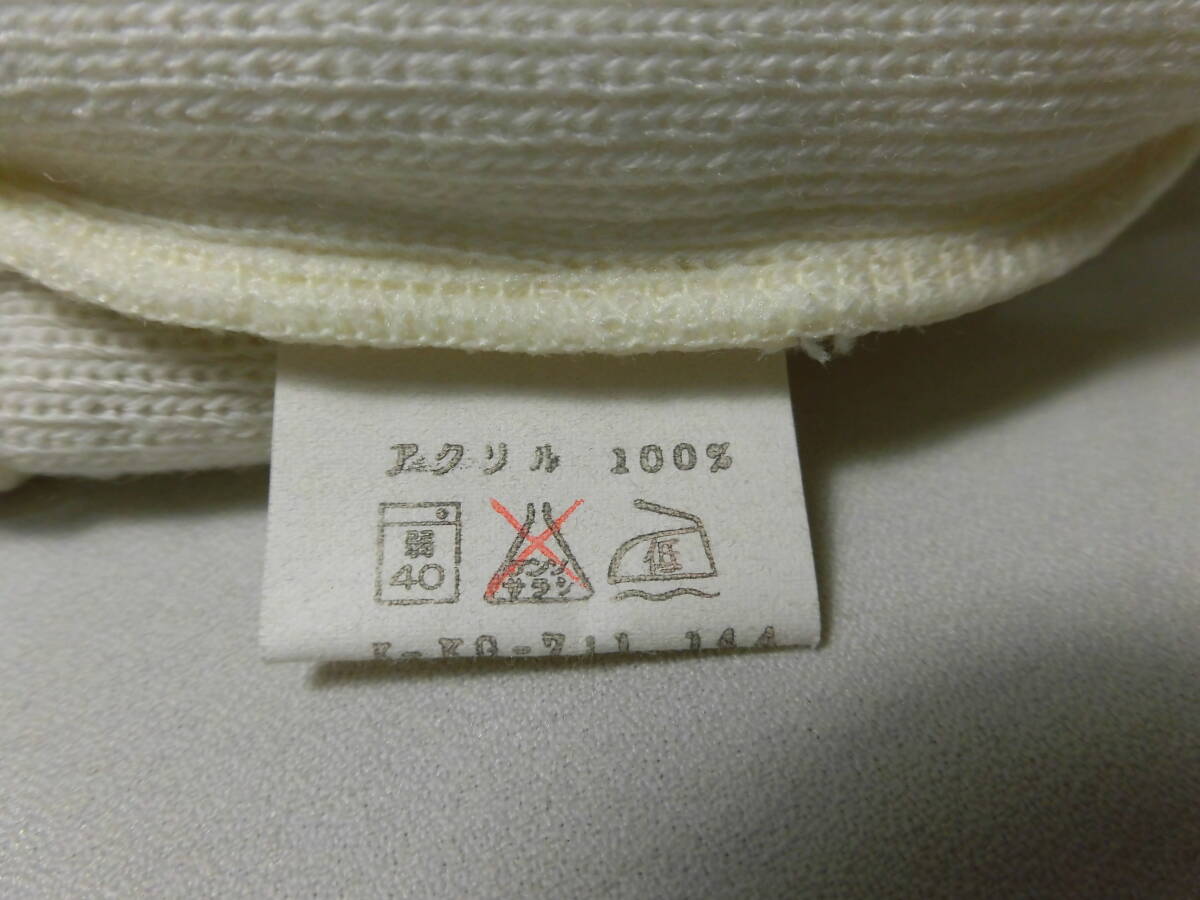 アクリル 100%
弱 40 エンソ サラシ 低